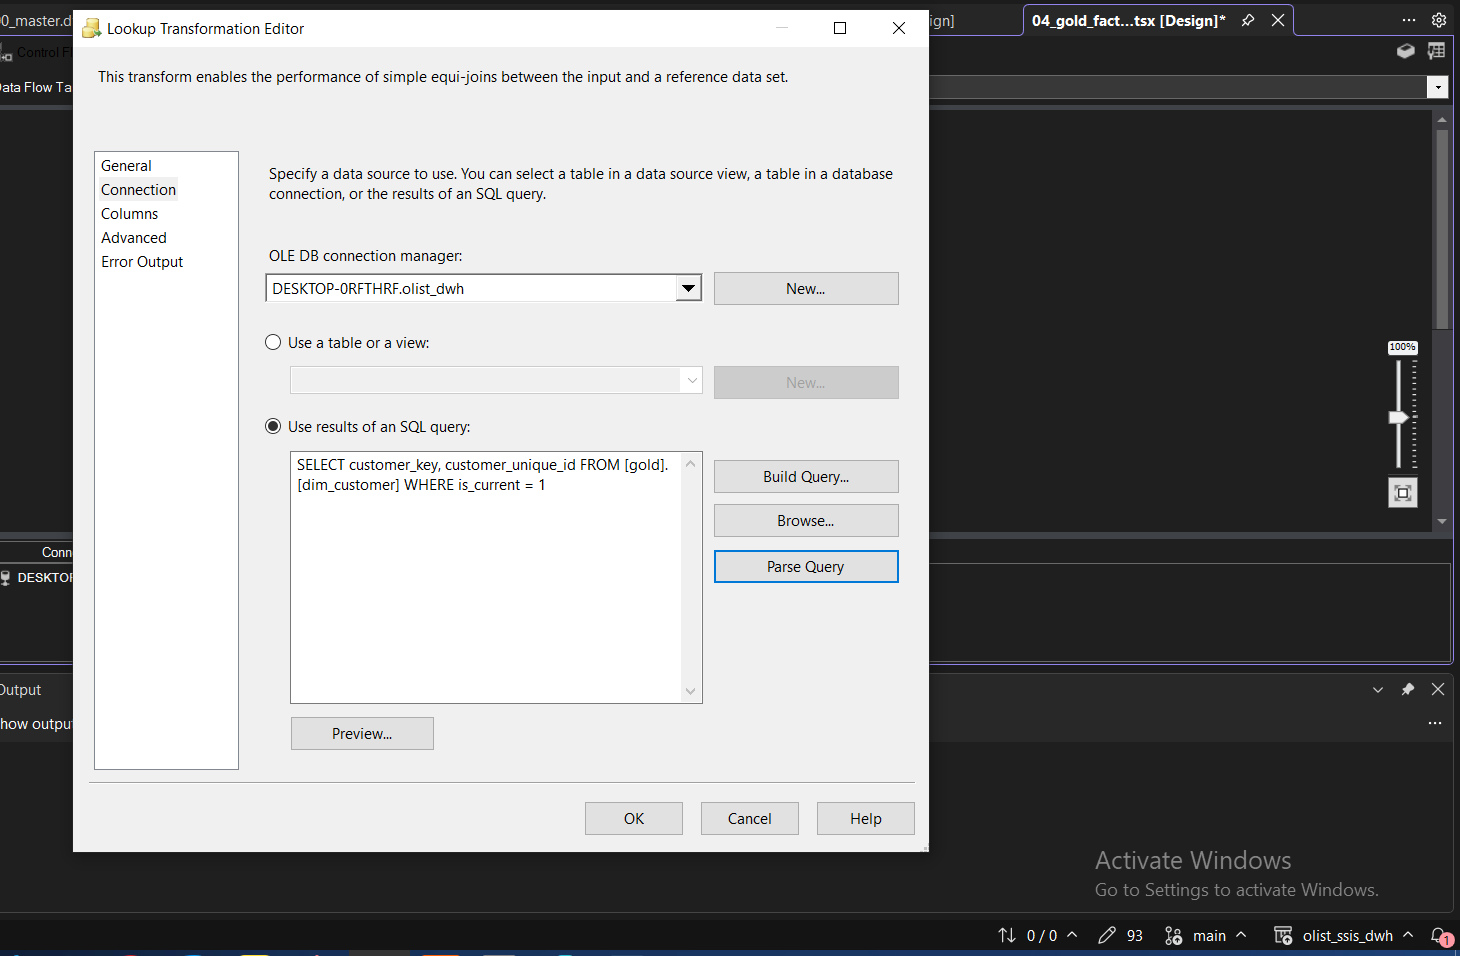 00_master.d
Lookup Transformation Editor
ign]
04_gold_fact...tsx [Design]*
Control F
This transform enables the performance of simple equi-joins between the input and a reference data set.
ata Flow Ta
General
Connection
Columns
Advanced
Error Output
Specify a data source to use. You can select a table in a data source view, a table in a database
connection, or the results of an SQL query.
OLE DB connection manager:
DESKTOP-0RFTHRF.olist_dwh
New...
Use a table or a view:
New...
Use results of an SQL query:
SELECT customer_key, customer_unique_id FROM [gold].
[dim_customer] WHERE is_current = 1
Build Query...
Browse...
Parse Query
Preview...
OK
Cancel
Help
100%
Conne
DESKTOP
Output
how output
Activate Windows
Go to Settings to activate Windows.
0 / 0
93
main
olist_ssis_dwh
1